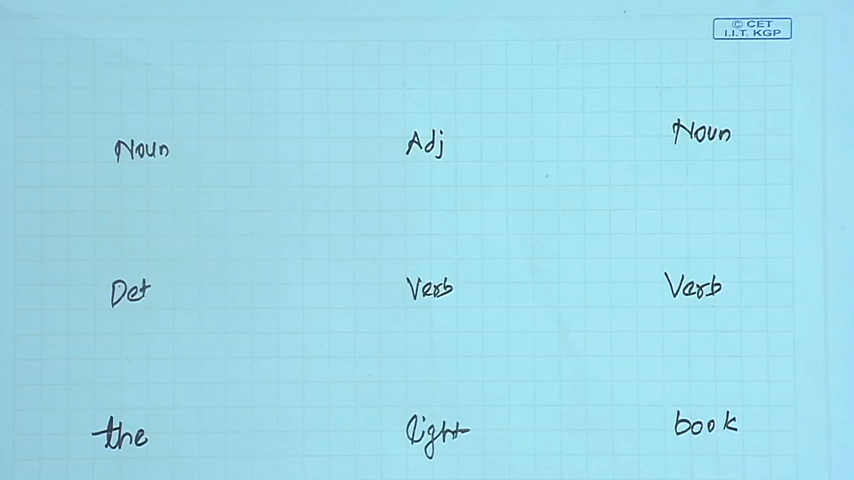 © CET
I.I.T. KGP
Noun Adj Noun
Det Verb Verb
the light book